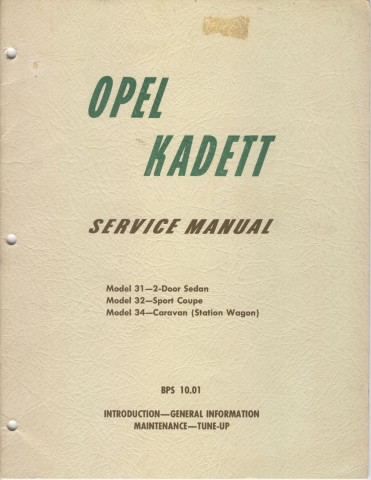 OPEL
KADETT
SERVICE MANUAL
Model 31—2-Door Sedan
Model 32—Sport Coupe
Model 34—Caravan (Station Wagon)
BPS 10.01
INTRODUCTION—GENERAL INFORMATION
MAINTENANCE—TUNE-UP